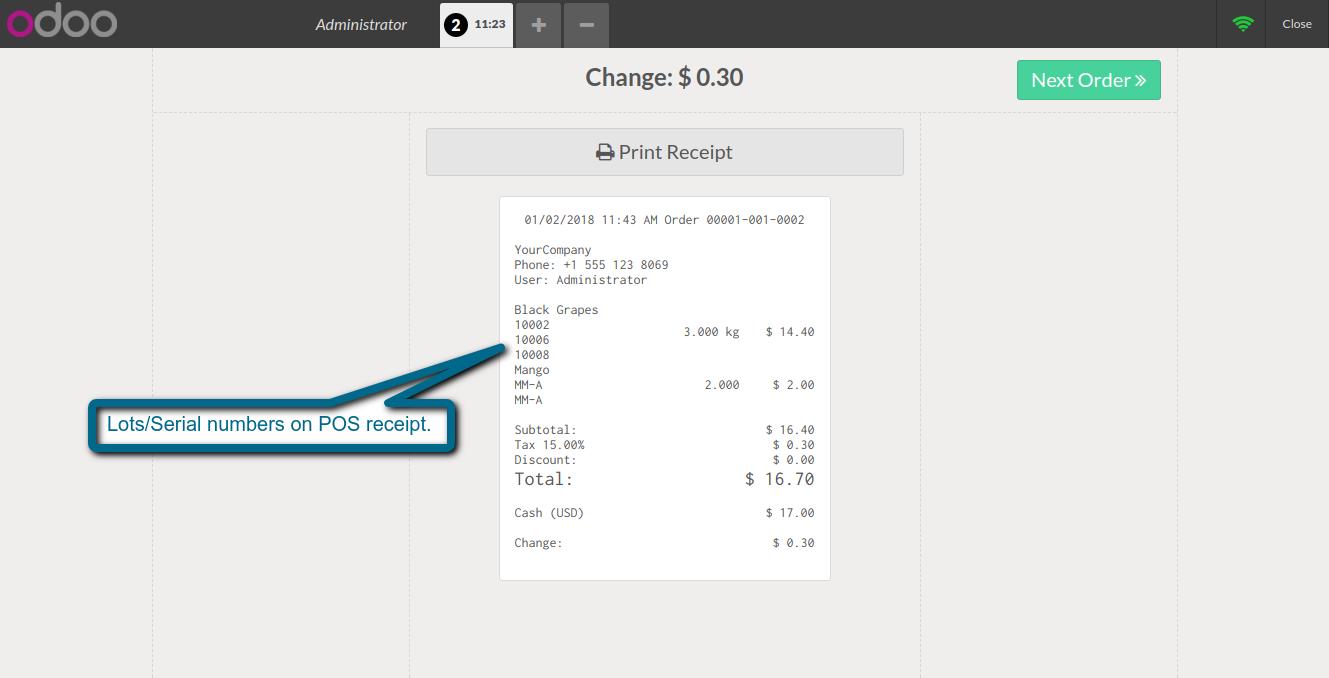 odoo
Administrator
2 11:23
Close
Change: $ 0.30
Next Order
Print Receipt
01/02/2018 11:43 AM Order 00001-001-0002
YourCompany
Phone: +1 555 123 8069
User: Administrator
Black Grapes
10002
3.000 kg $ 14.40
10006
10008
Mango
MM-A 2.000 $ 2.00
MM-A
Lots/Serial numbers on POS receipt.
Subtotal: $ 16.40
Tax 15.00% $ 0.30
Discount: $ 0.00
Total: $ 16.70
Cash (USD) $ 17.00
Change: $ 0.30